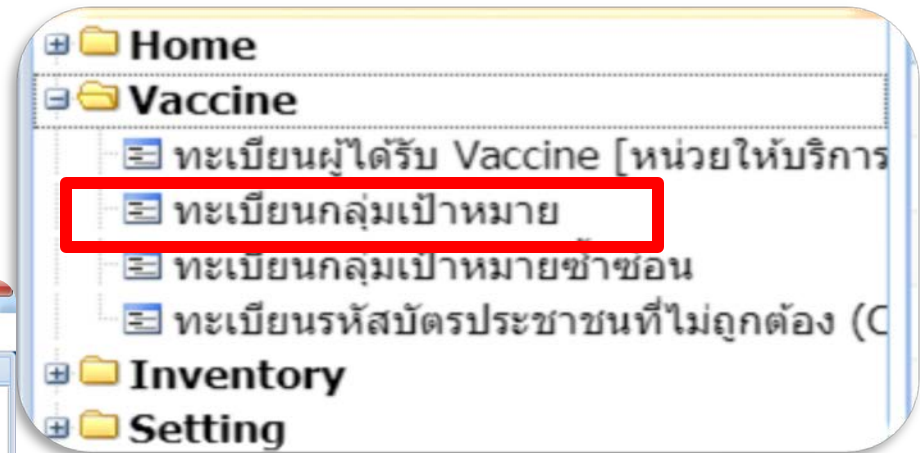 Home
Vaccine
ทะเบียนผู้ได้รับ Vaccine [หน่วยให้บริการ
ทะเบียนกลุ่มเป้าหมาย
ทะเบียนกลุ่มเป้าหมายซ้ำซ้อน
ทะเบียนรหัสบัตรประชาชนที่ไม่ถูกต้อง (C
Inventory
Setting